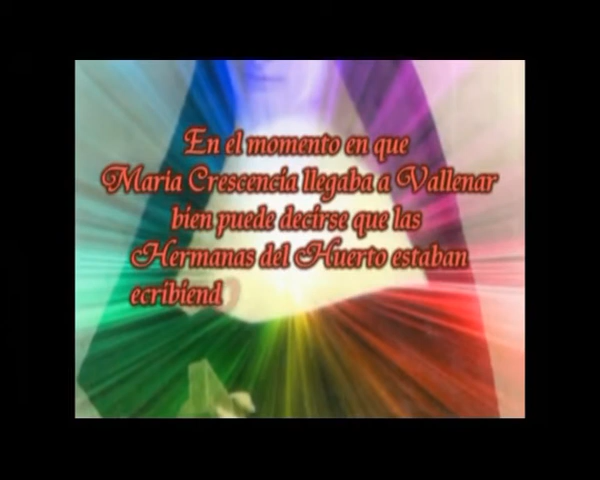 En el momento en que
Maria Crescencia llegaba a Vallenar
bien puede decirse que las
Hermanas del Huerto estaban
ecribiend